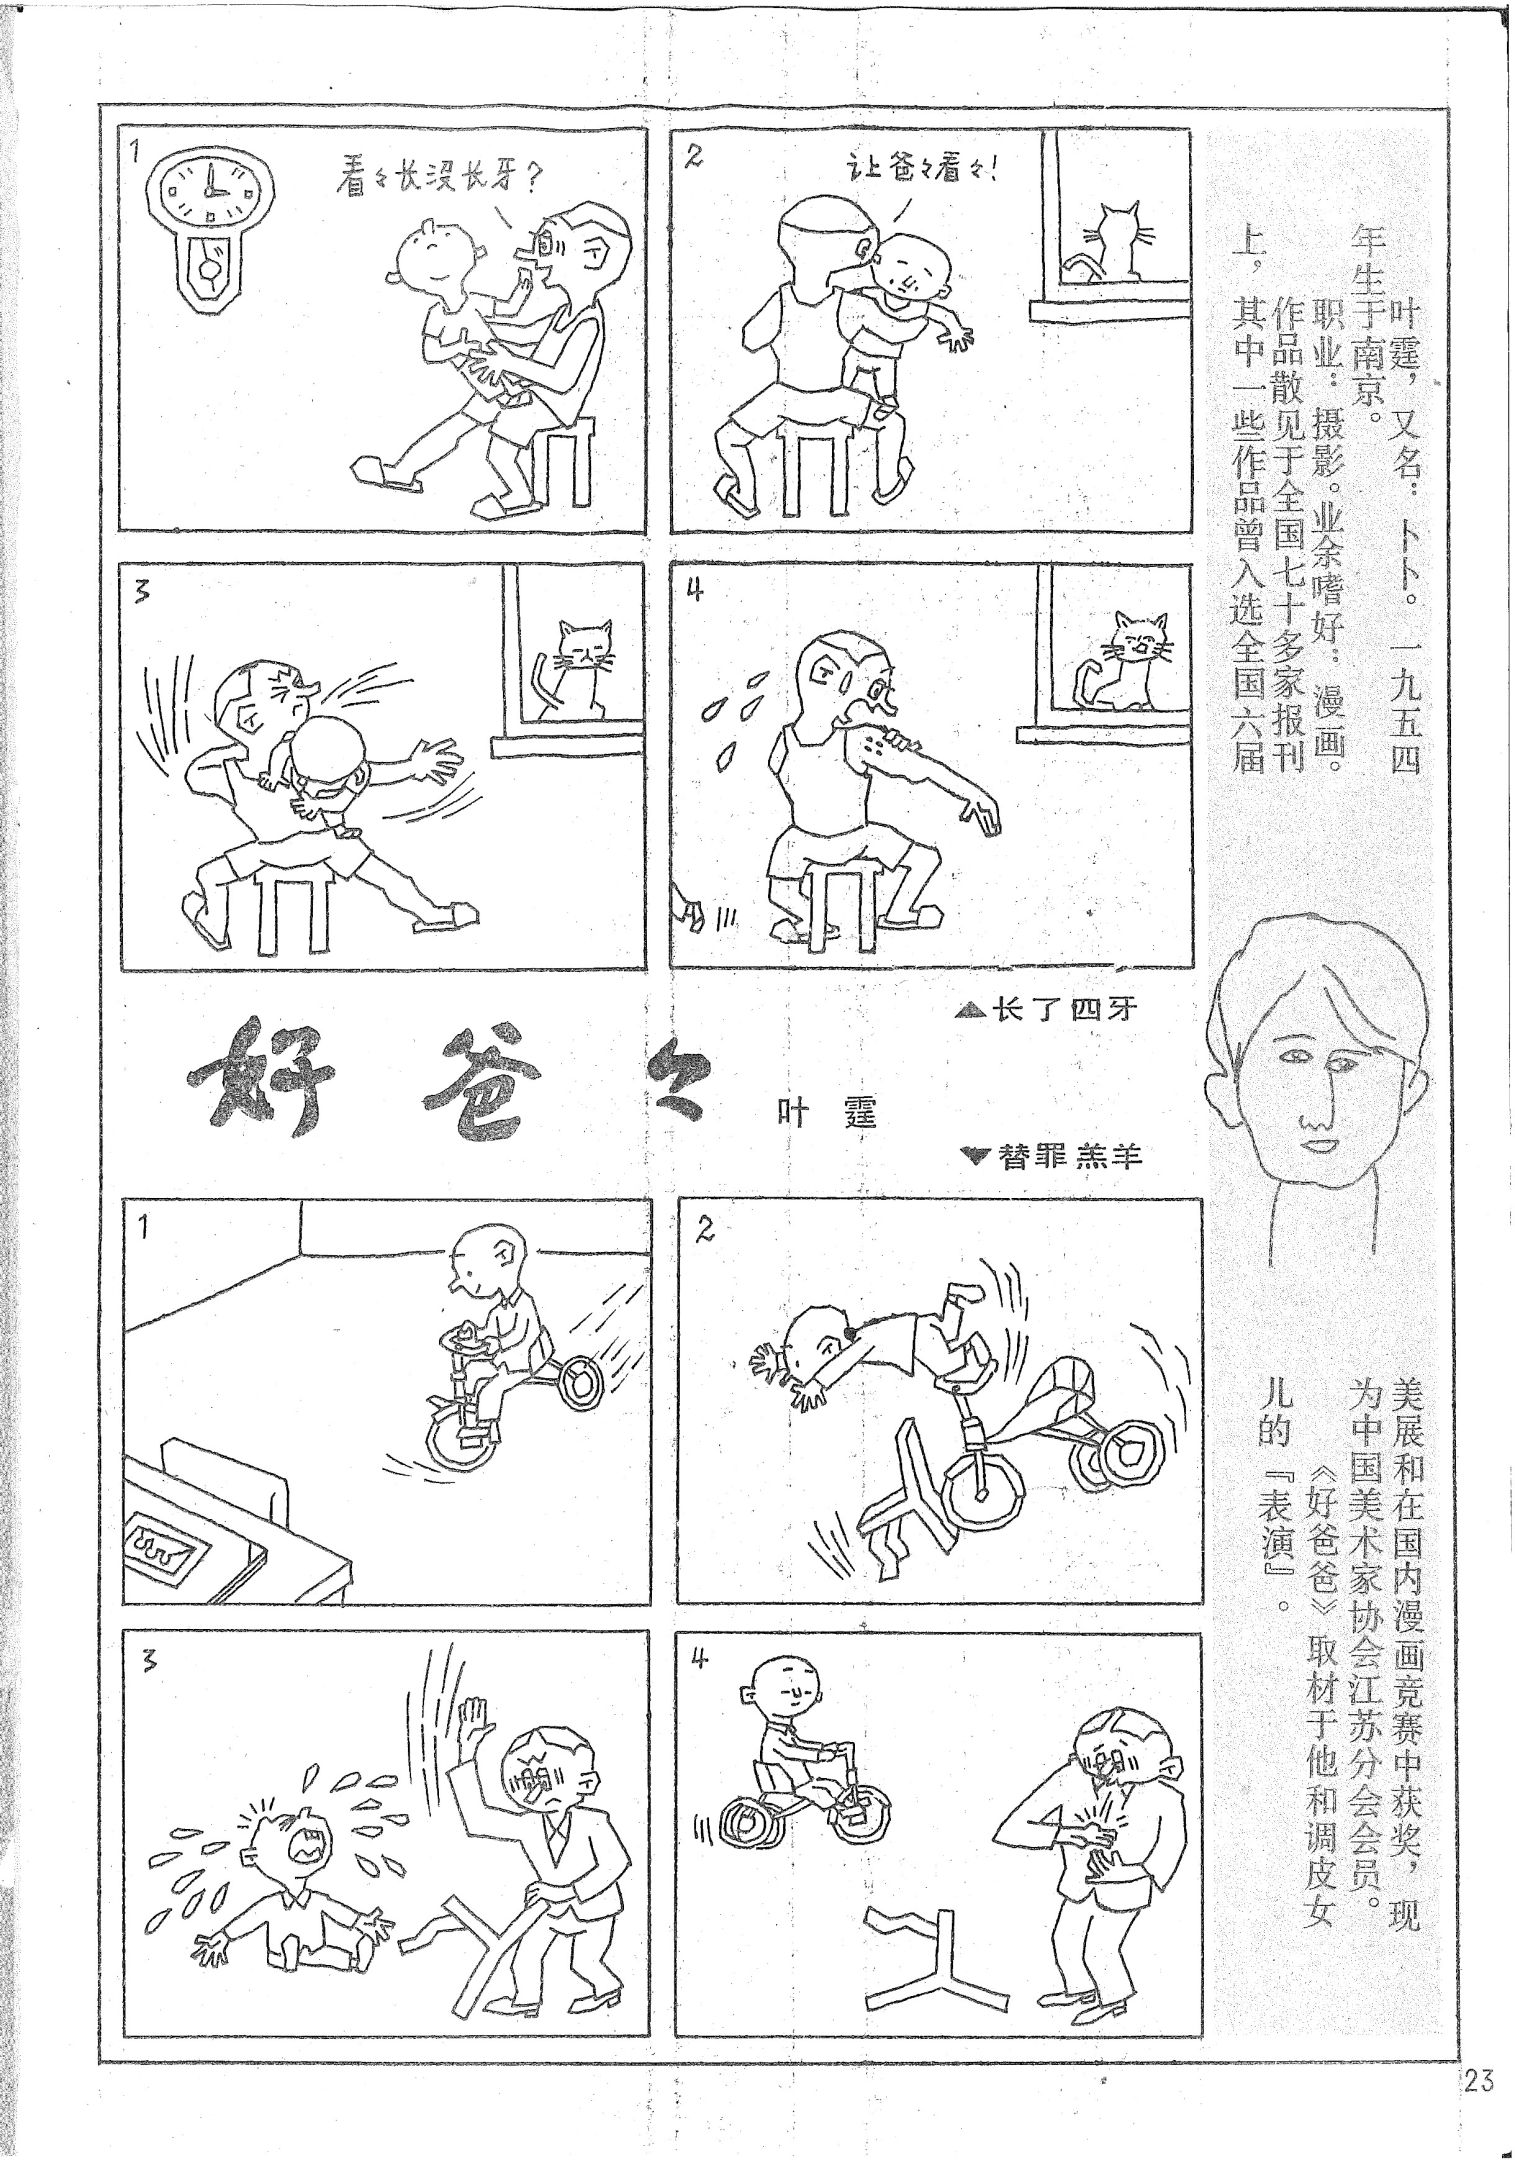 1
看々长没长牙?
2
让爸々看々!
3
4
▲长了四牙
好爸々
叶霆
▼替罪羔羊
1
2
3
4
叶霆，又名：卜卜。一九五四
年生于南京。
职业：摄影。业余嗜好：漫画。
作品散见于全国七十多家报刊
上，其中一些作品曾入选全国六届
美展和在国内漫画竞赛中获奖，现
为中国美术家协会江苏分会会员。
《好爸爸》取材于他和调皮女
儿的『表演』。
23